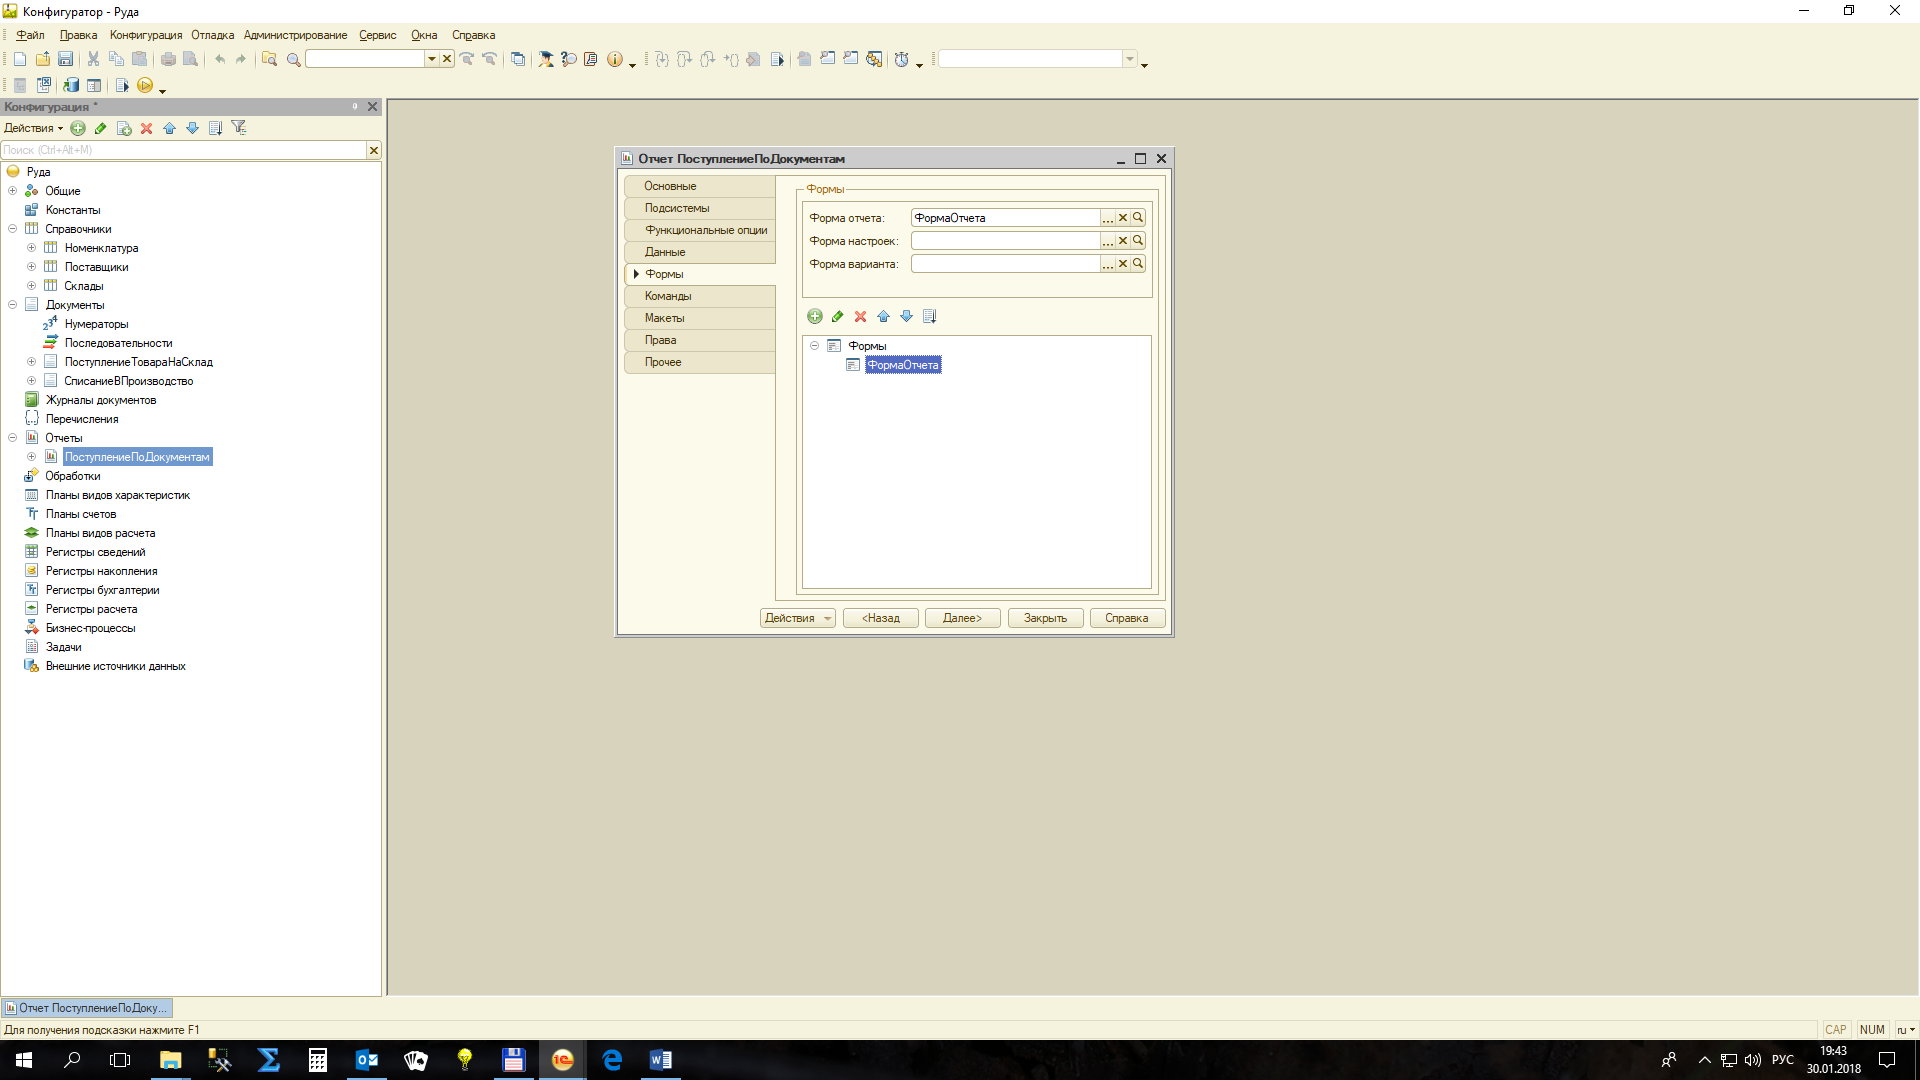 Конфигуратор - Руда
Файл Правка Конфигурация Отладка Администрирование Сервис Окна Справка
Конфигурация *
Действия
Поиск (Ctrl+Alt+M)
Руда
Общие
Константы
Справочники
Номенклатура
Поставщики
Склады
Документы
Нумераторы
Последовательности
ПоступлениеТовараНаСклад
СписаниеВПроизводство
Журналы документов
Перечисления
Отчеты
ПоступлениеПоДокументам
Обработки
Планы видов характеристик
Планы счетов
Планы видов расчета
Регистры сведений
Регистры накопления
Регистры бухгалтерии
Регистры расчета
Бизнес-процессы
Задачи
Внешние источники данных
Отчет ПоступлениеПоДокументам
Основные
Подсистемы
Функциональные опции
Данные
Формы
Команды
Макеты
Права
Прочее
Формы
Форма отчета: ФормаОтчета
Форма настроек:
Форма варианта:
Формы
ФормаОтчета
Действия <Назад Далее> Закрыть Справка
Отчет ПоступлениеПоДоку...
Для получения подсказки нажмите F1
CAP NUM ru
РУС
19:43
30.01.2018